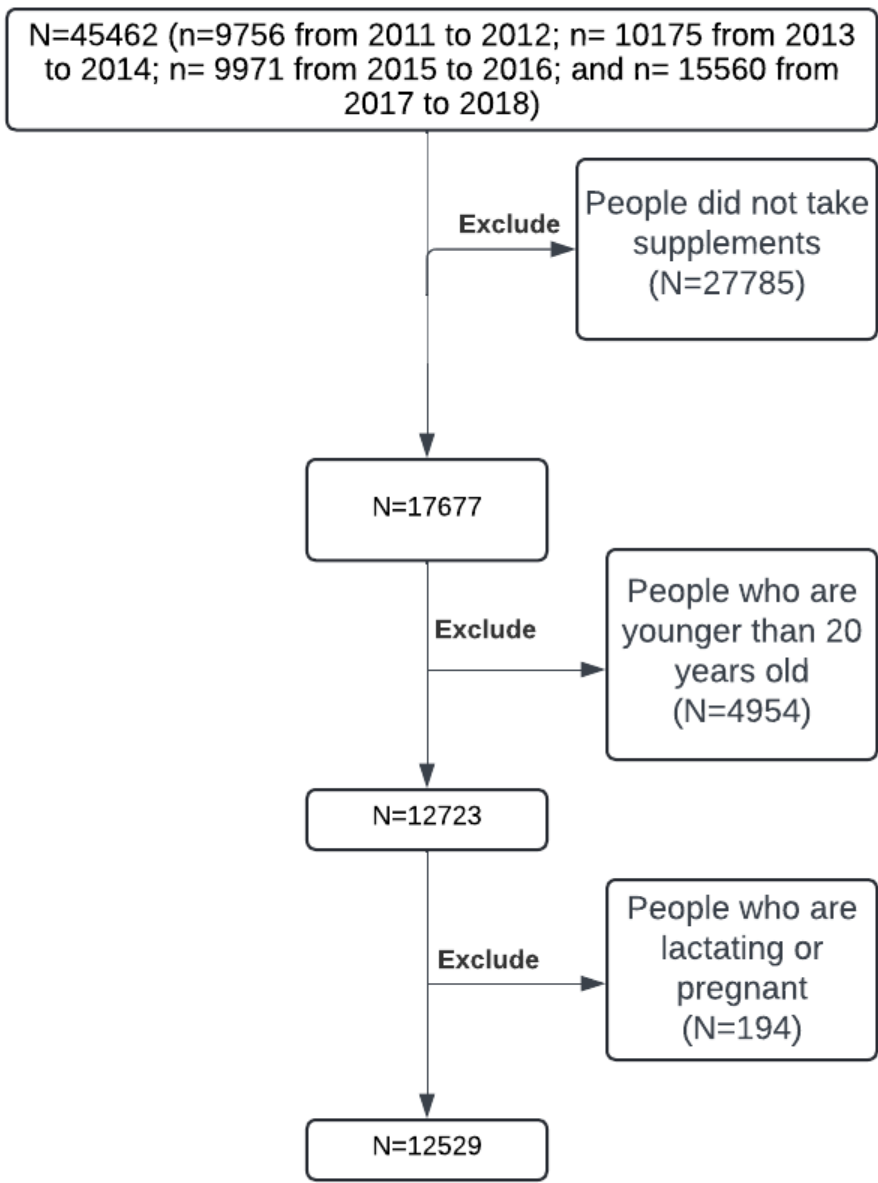 N=45462 (n=9756 from 2011 to 2012; n= 10175 from 2013
to 2014; n= 9971 from 2015 to 2016; and n= 15560 from
2017 to 2018)
Exclude
People did not take
supplements
(N=27785)
N=17677
Exclude
People who are
younger than 20
years old
(N=4954)
N=12723
Exclude
People who are
lactating or
pregnant
(N=194)
N=12529